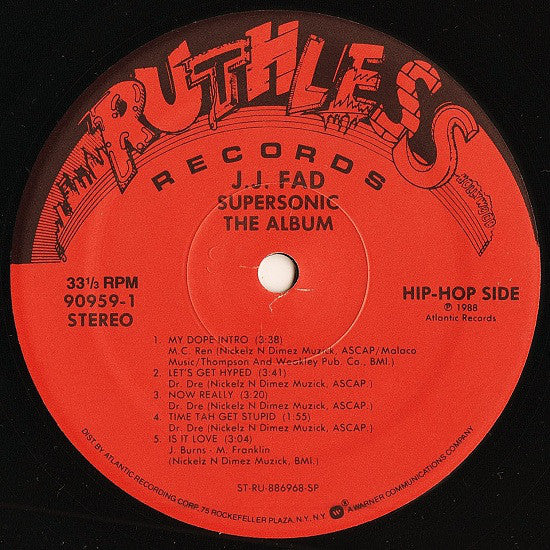 RUTHLESS
RECORDS
HOLLYWOOD
J.J. FAD
SUPERSONIC
THE ALBUM
33 1/3 RPM
90959-1
STEREO
HIP-HOP SIDE
℗ 1988
Atlantic Records
1. MY DOPE INTRO (3:38)
M.C. Ren (Nickelz N Dimez Muzick, ASCAP/Malaco
Music/Thompson And Weakley Pub. Co., BMI.)
2. LET'S GET HYPED (3:41)
Dr. Dre (Nickelz N Dimez Muzick, ASCAP.)
3. NOW REALLY (3:20)
Dr. Dre (Nickelz N Dimez Muzick, ASCAP.)
4. TIME TAH GET STUPID (1:55)
Dr. Dre (Nickelz N Dimez Muzick, ASCAP.)
5. IS IT LOVE (3:04)
J. Burns - M. Franklin
(Nickelz N Dimez Muzick, BMI.)
ST-RU-886968-SP
DIST. BY ATLANTIC RECORDING CORP. 75 ROCKEFELLER PLAZA, N.Y. N.Y. A WARNER COMMUNICATIONS COMPANY